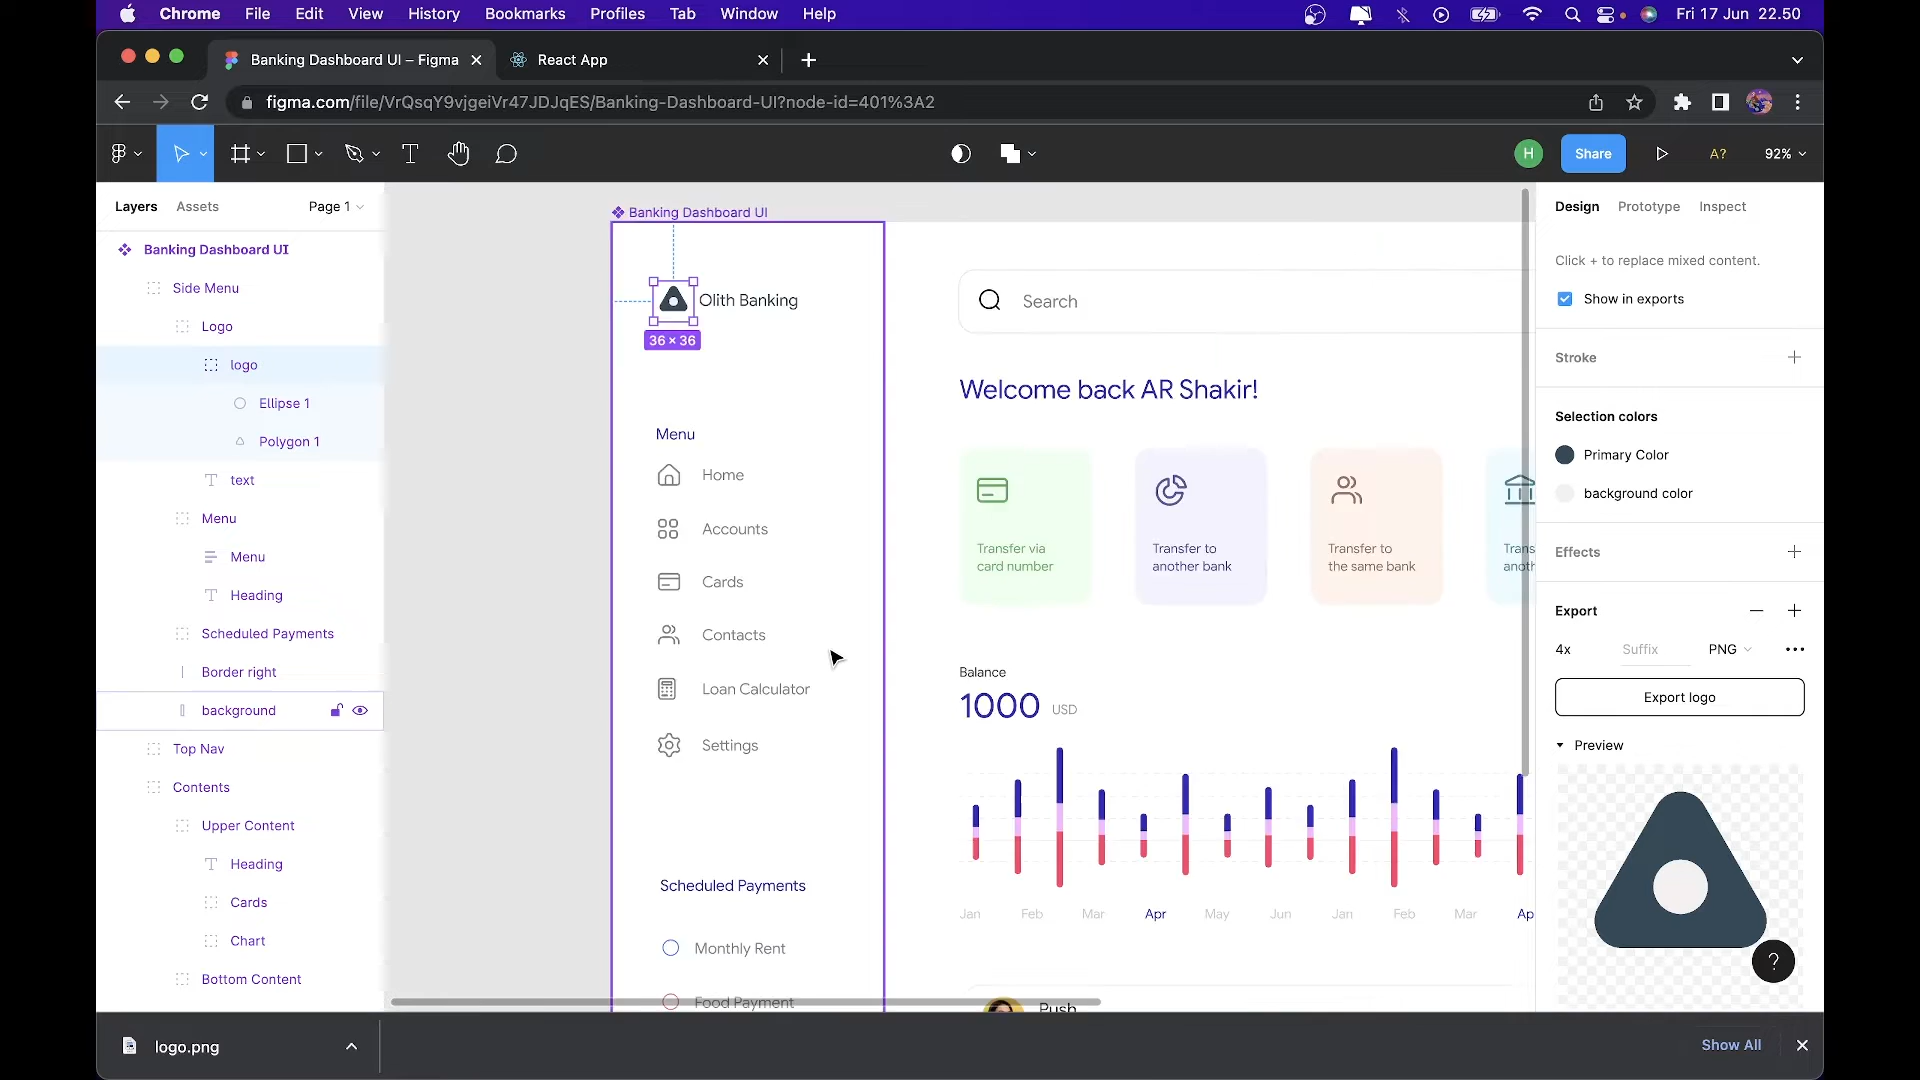 Chrome File Edit View History Bookmarks Profiles Tab Window Help Fri 17 Jun 22.50
Banking Dashboard UI – Figma React App
figma.com/file/VrQsqY9vjgeiVr47JDJqES/Banking-Dashboard-UI?node-id=401%3A2
H Share A? 92%
Layers Assets Page 1
Banking Dashboard UI
Side Menu
Logo
logo
Ellipse 1
Polygon 1
text
Menu
Menu
Heading
Scheduled Payments
Border right
background
Top Nav
Contents
Upper Content
Heading
Cards
Chart
Bottom Content
Banking Dashboard UI
Olith Banking
36 × 36
Menu
Home
Accounts
Cards
Contacts
Loan Calculator
Settings
Scheduled Payments
Monthly Rent
Food Payment
Search
Welcome back AR Shakir!
Transfer via
card number
Transfer to
another bank
Transfer to
the same bank
Trans
anoth
Balance
1000 USD
Jan Feb Mar Apr May Jun Jan Feb Mar Ap
Push
Design Prototype Inspect
Click + to replace mixed content.
Show in exports
Stroke
Selection colors
Primary Color
background color
Effects
Export
4x Suffix PNG
Export logo
Preview
?
logo.png Show All